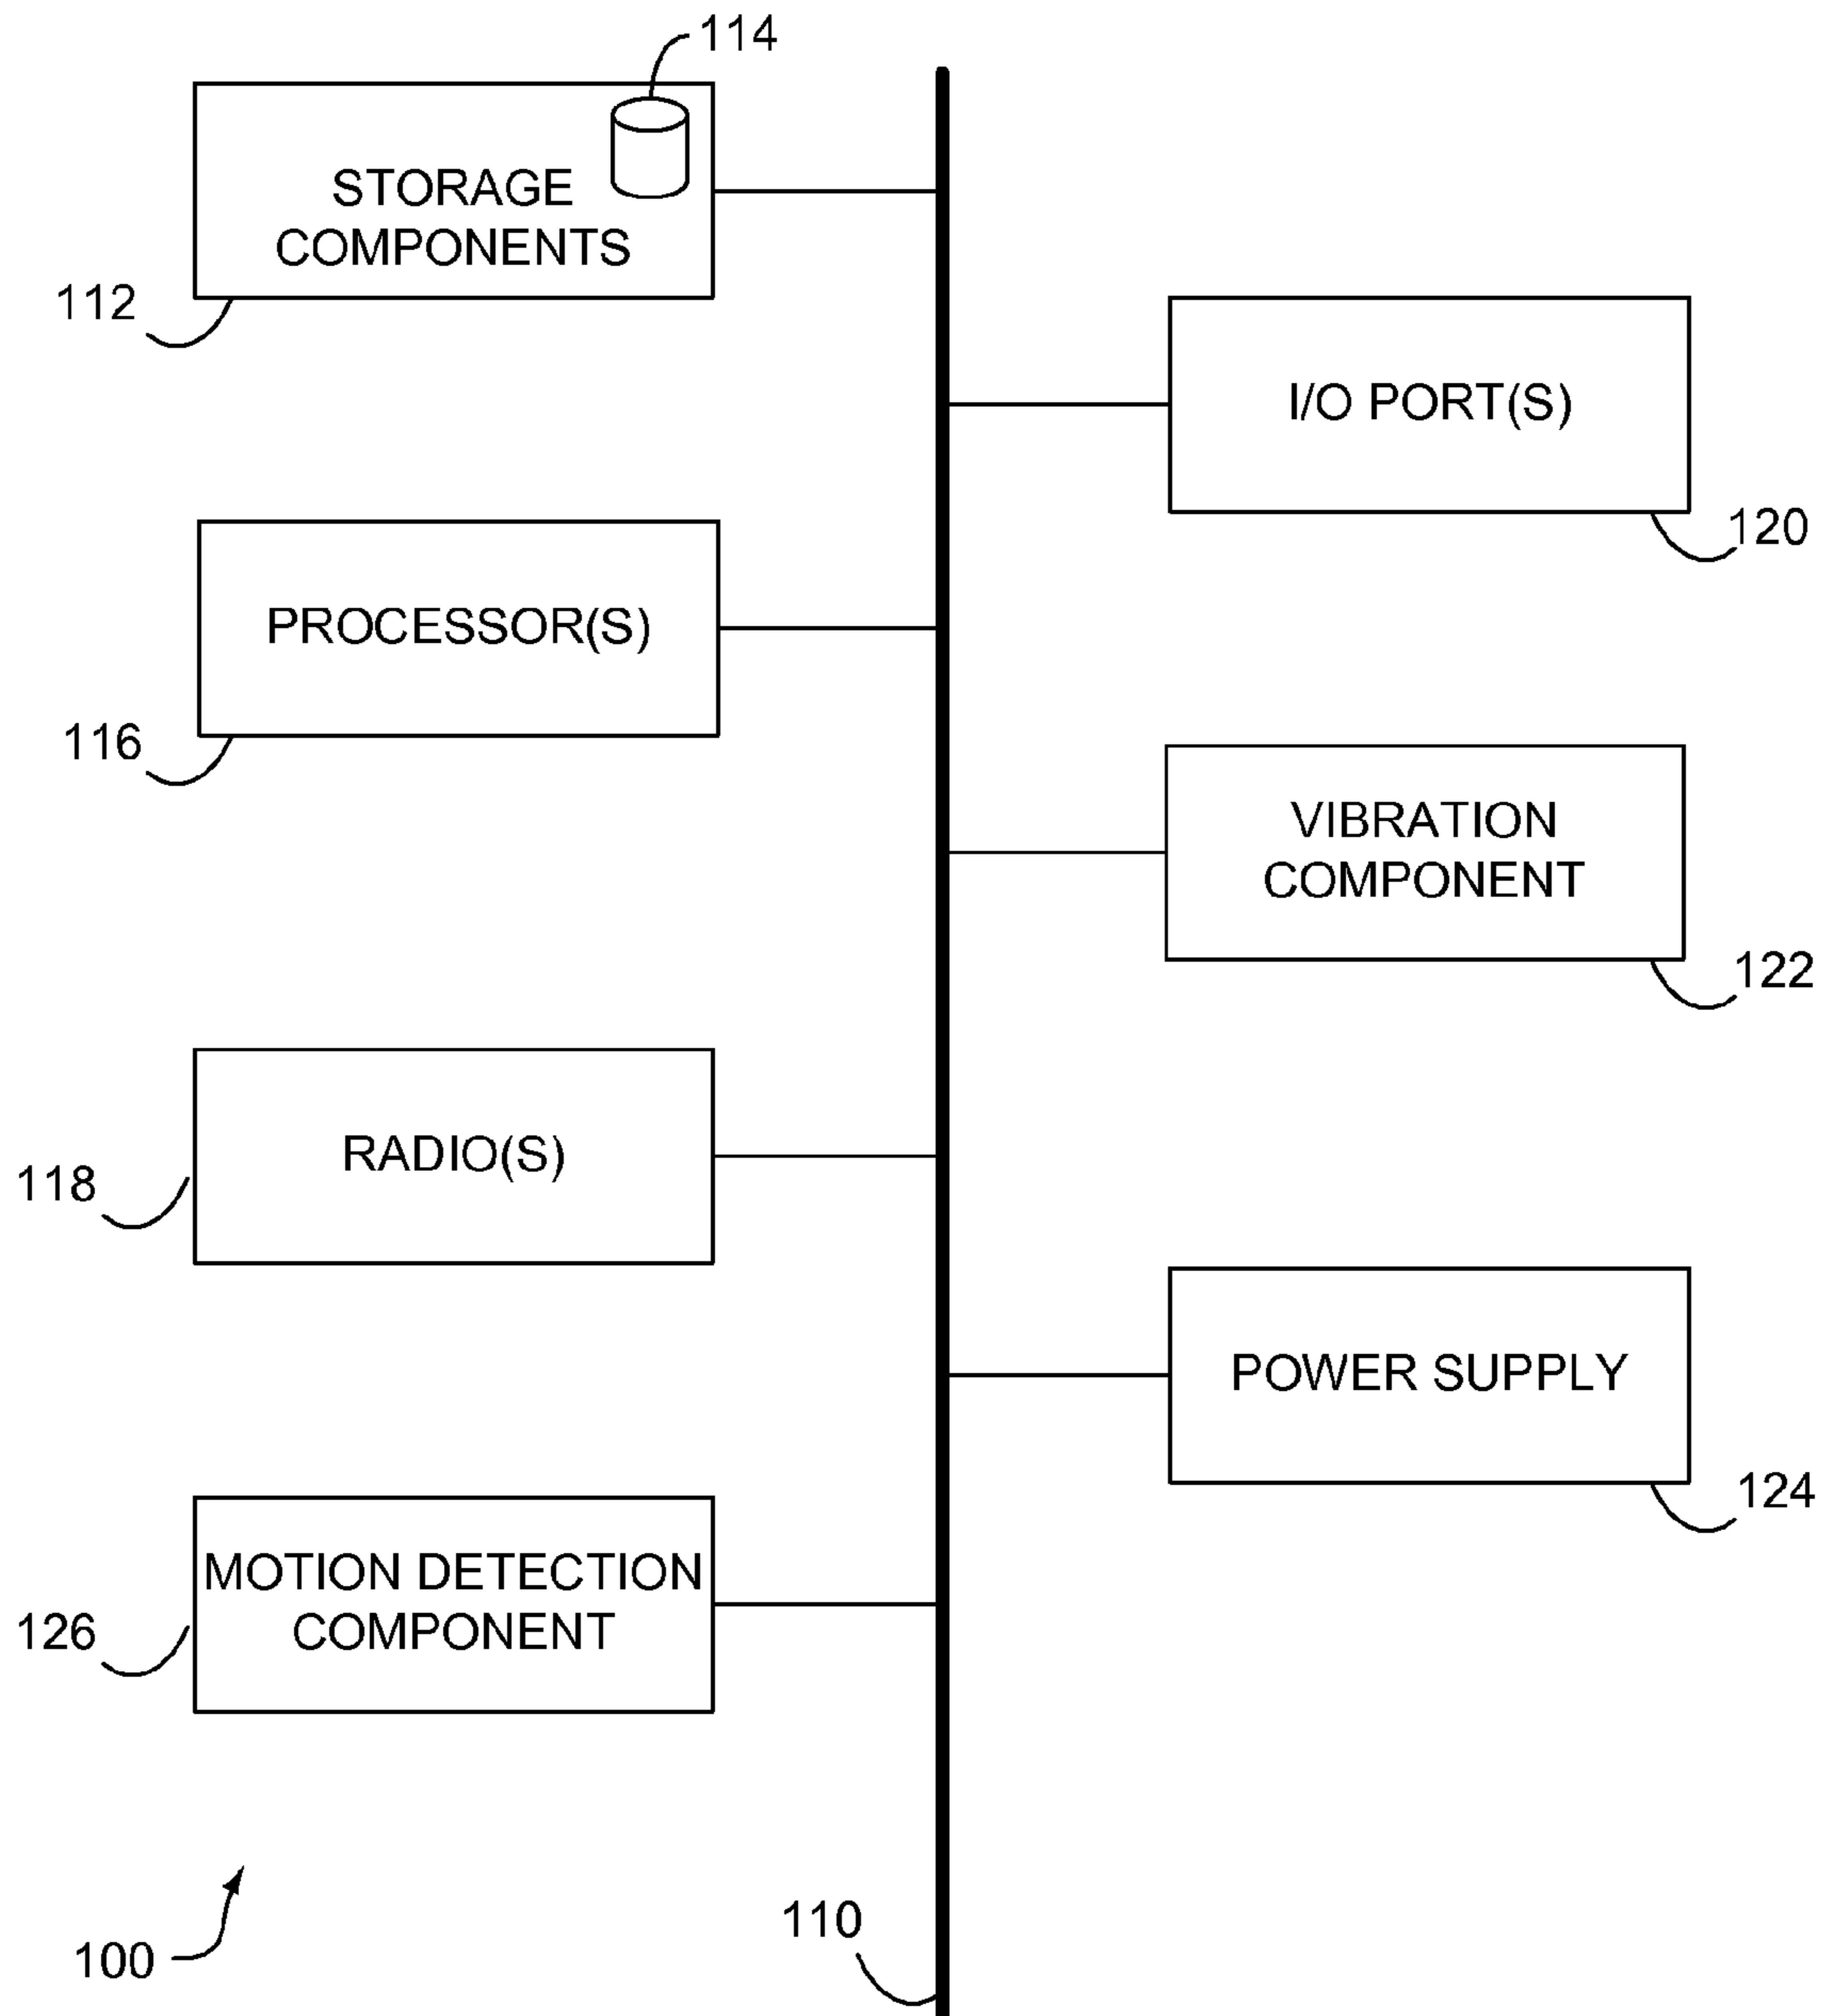 114
STORAGE
COMPONENTS
112
I/O PORT(S)
120
PROCESSOR(S)
116
VIBRATION
COMPONENT
122
RADIO(S)
118
POWER SUPPLY
124
MOTION DETECTION
COMPONENT
126
110
100